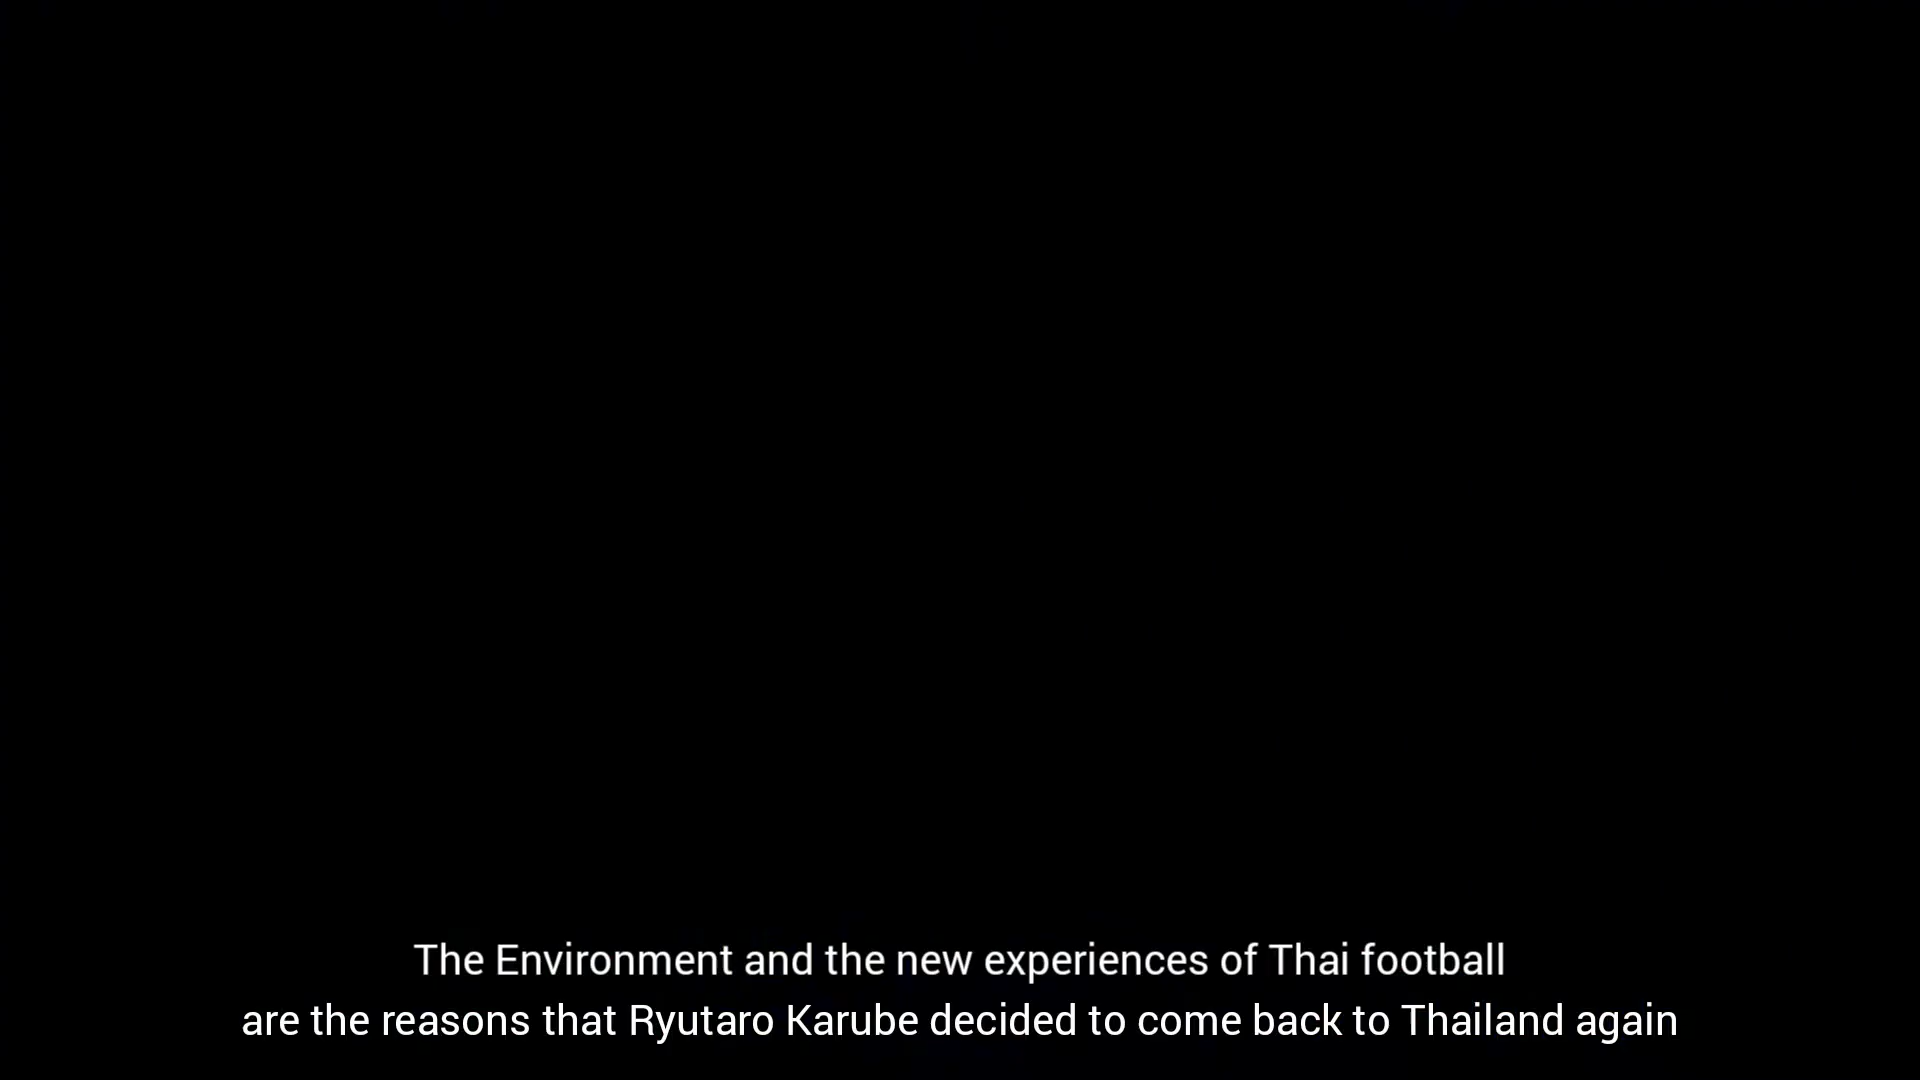 The Environment and the new experiences of Thai football
are the reasons that Ryutaro Karube decided to come back to Thailand again